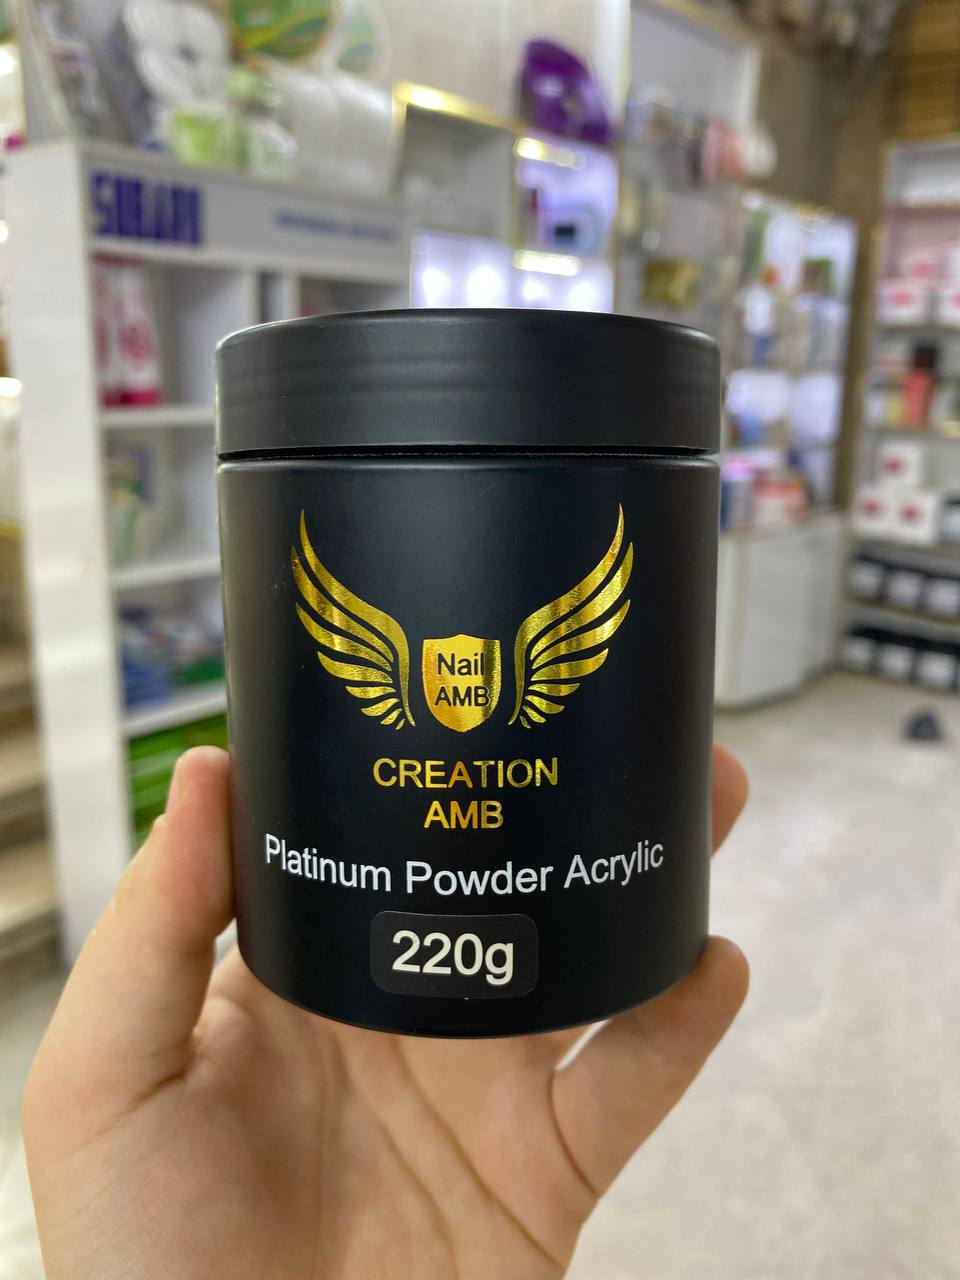 Nail
AMB
CREATION
AMB
Platinum Powder Acrylic
220g